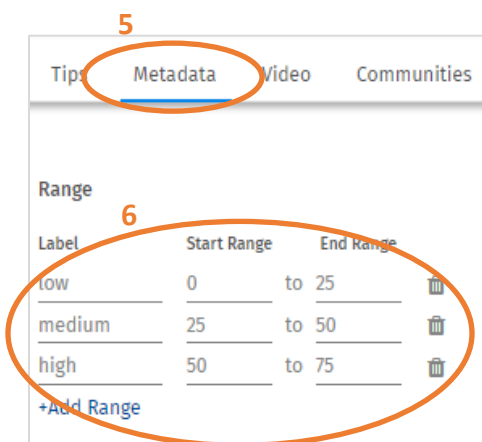 5
Tips Metadata Video Communities
Range
6
Label Start Range End Range
low 0 to 25
medium 25 to 50
high 50 to 75
+Add Range